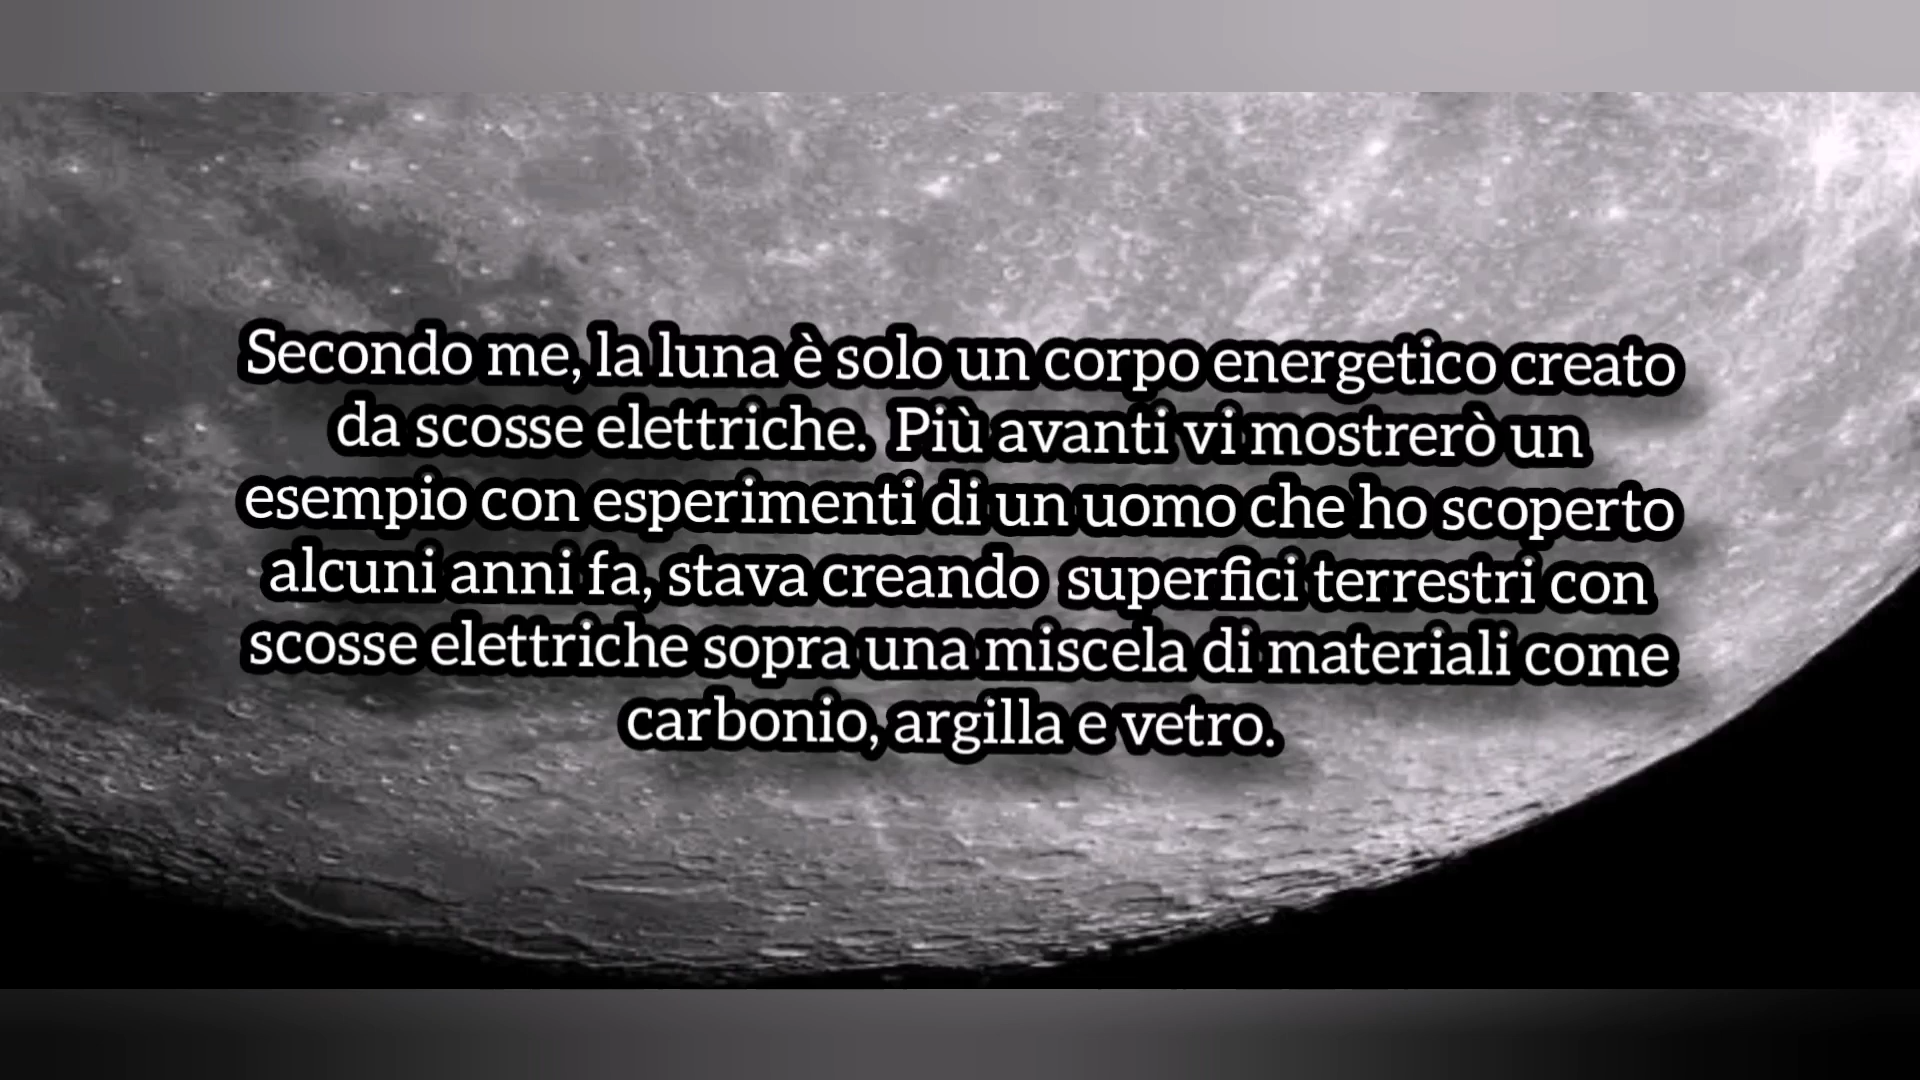 Secondo me, la luna è solo un corpo energetico creato
da scosse elettriche.  Più avanti vi mostrerò un
esempio con esperimenti di un uomo che ho scoperto
alcuni anni fa, stava creando  superfici terrestri con
scosse elettriche sopra una miscela di materiali come
carbonio, argilla e vetro.